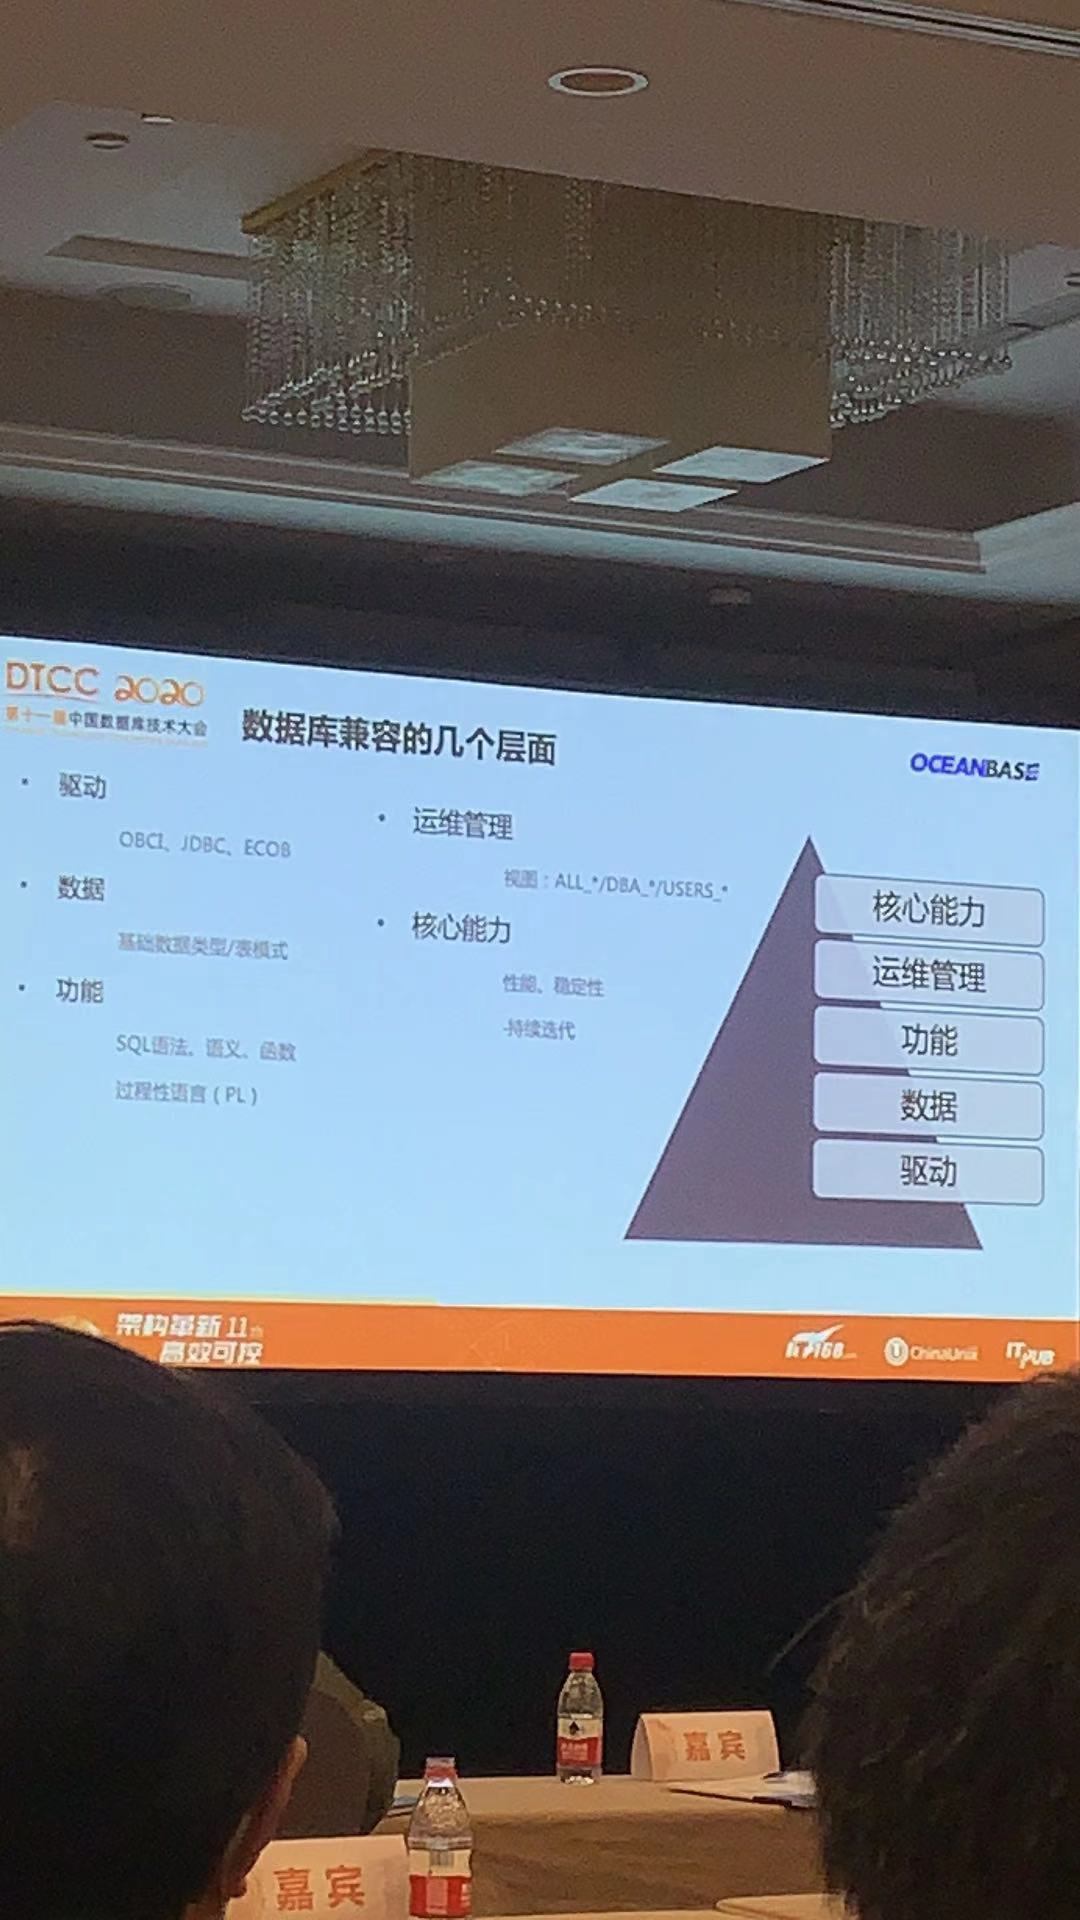 DTCC 2020
第十一届中国数据库技术大会
数据库兼容的几个层面
OCEANBASE
• 驱动
OBCI、JDBC、ECOB
• 数据
基础数据类型/表模式
• 功能
SQL语法、语义、函数
过程性语言（PL）
• 运维管理
视图：ALL_*/DBA_*/USERS_*
• 核心能力
性能、稳定性
-持续迭代
核心能力
运维管理
功能
数据
驱动
架构革新 11th
高效可控
IT168.com
ChinaUnix
ITPUB
嘉宾
嘉宾